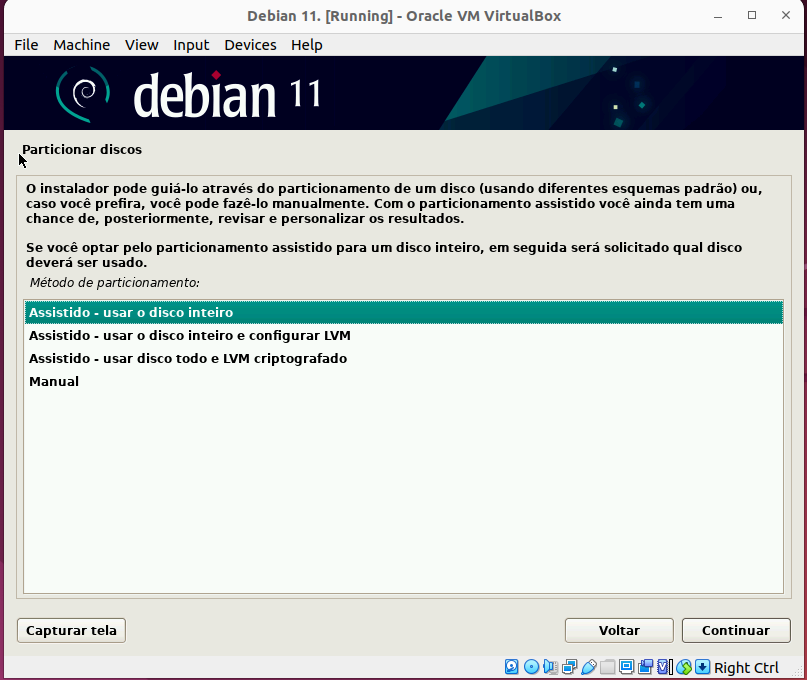 Debian 11. [Running] - Oracle VM VirtualBox
File Machine View Input Devices Help
debian 11
Particionar discos
O instalador pode guiá-lo através do particionamento de um disco (usando diferentes esquemas padrão) ou,
caso você prefira, você pode fazê-lo manualmente. Com o particionamento assistido você ainda tem uma
chance de, posteriormente, revisar e personalizar os resultados.
Se você optar pelo particionamento assistido para um disco inteiro, em seguida será solicitado qual disco
deverá ser usado.
Método de particionamento:
Assistido - usar o disco inteiro
Assistido - usar o disco inteiro e configurar LVM
Assistido - usar disco todo e LVM criptografado
Manual
Capturar tela Voltar Continuar
Right Ctrl